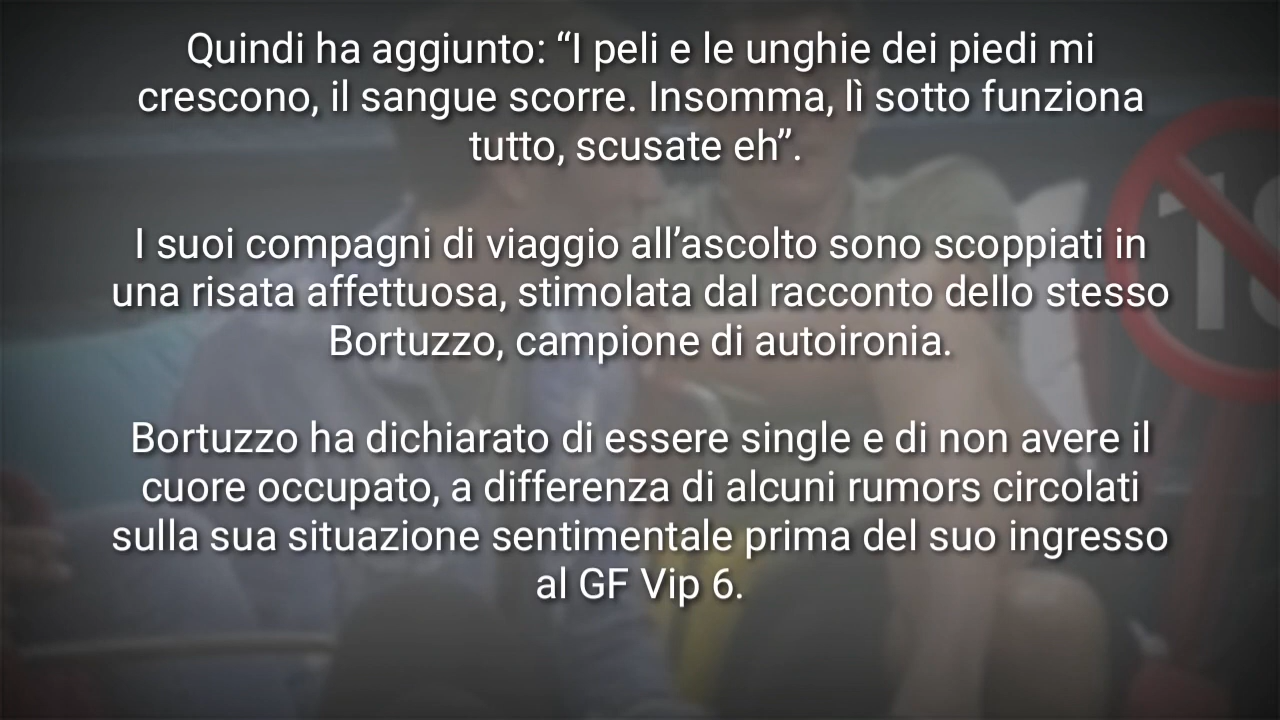 Quindi ha aggiunto: “I peli e le unghie dei piedi mi
crescono, il sangue scorre. Insomma, lì sotto funziona
tutto, scusate eh”.
I suoi compagni di viaggio all’ascolto sono scoppiati in
una risata affettuosa, stimolata dal racconto dello stesso
Bortuzzo, campione di autoironia.
Bortuzzo ha dichiarato di essere single e di non avere il
cuore occupato, a differenza di alcuni rumors circolati
sulla sua situazione sentimentale prima del suo ingresso
al GF Vip 6.